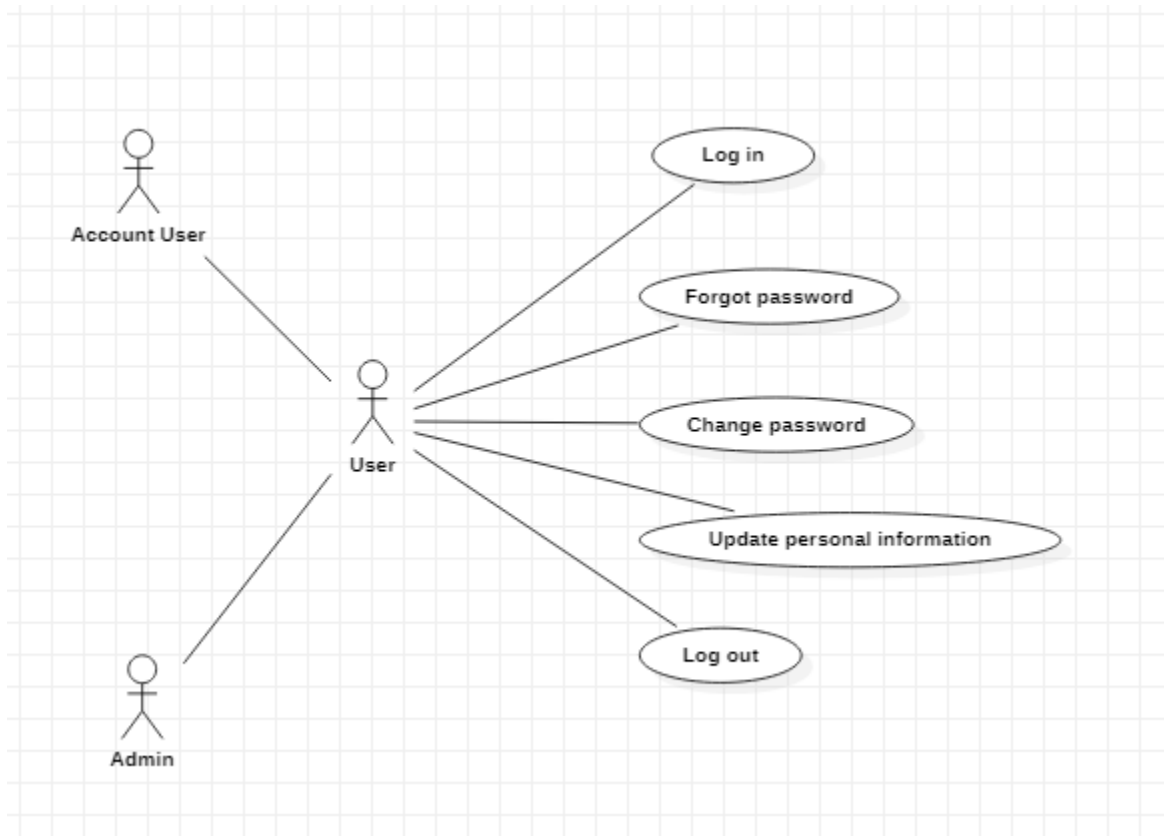 Log in
Account User
Forgot password
Change password
User
Update personal information
Log out
Admin